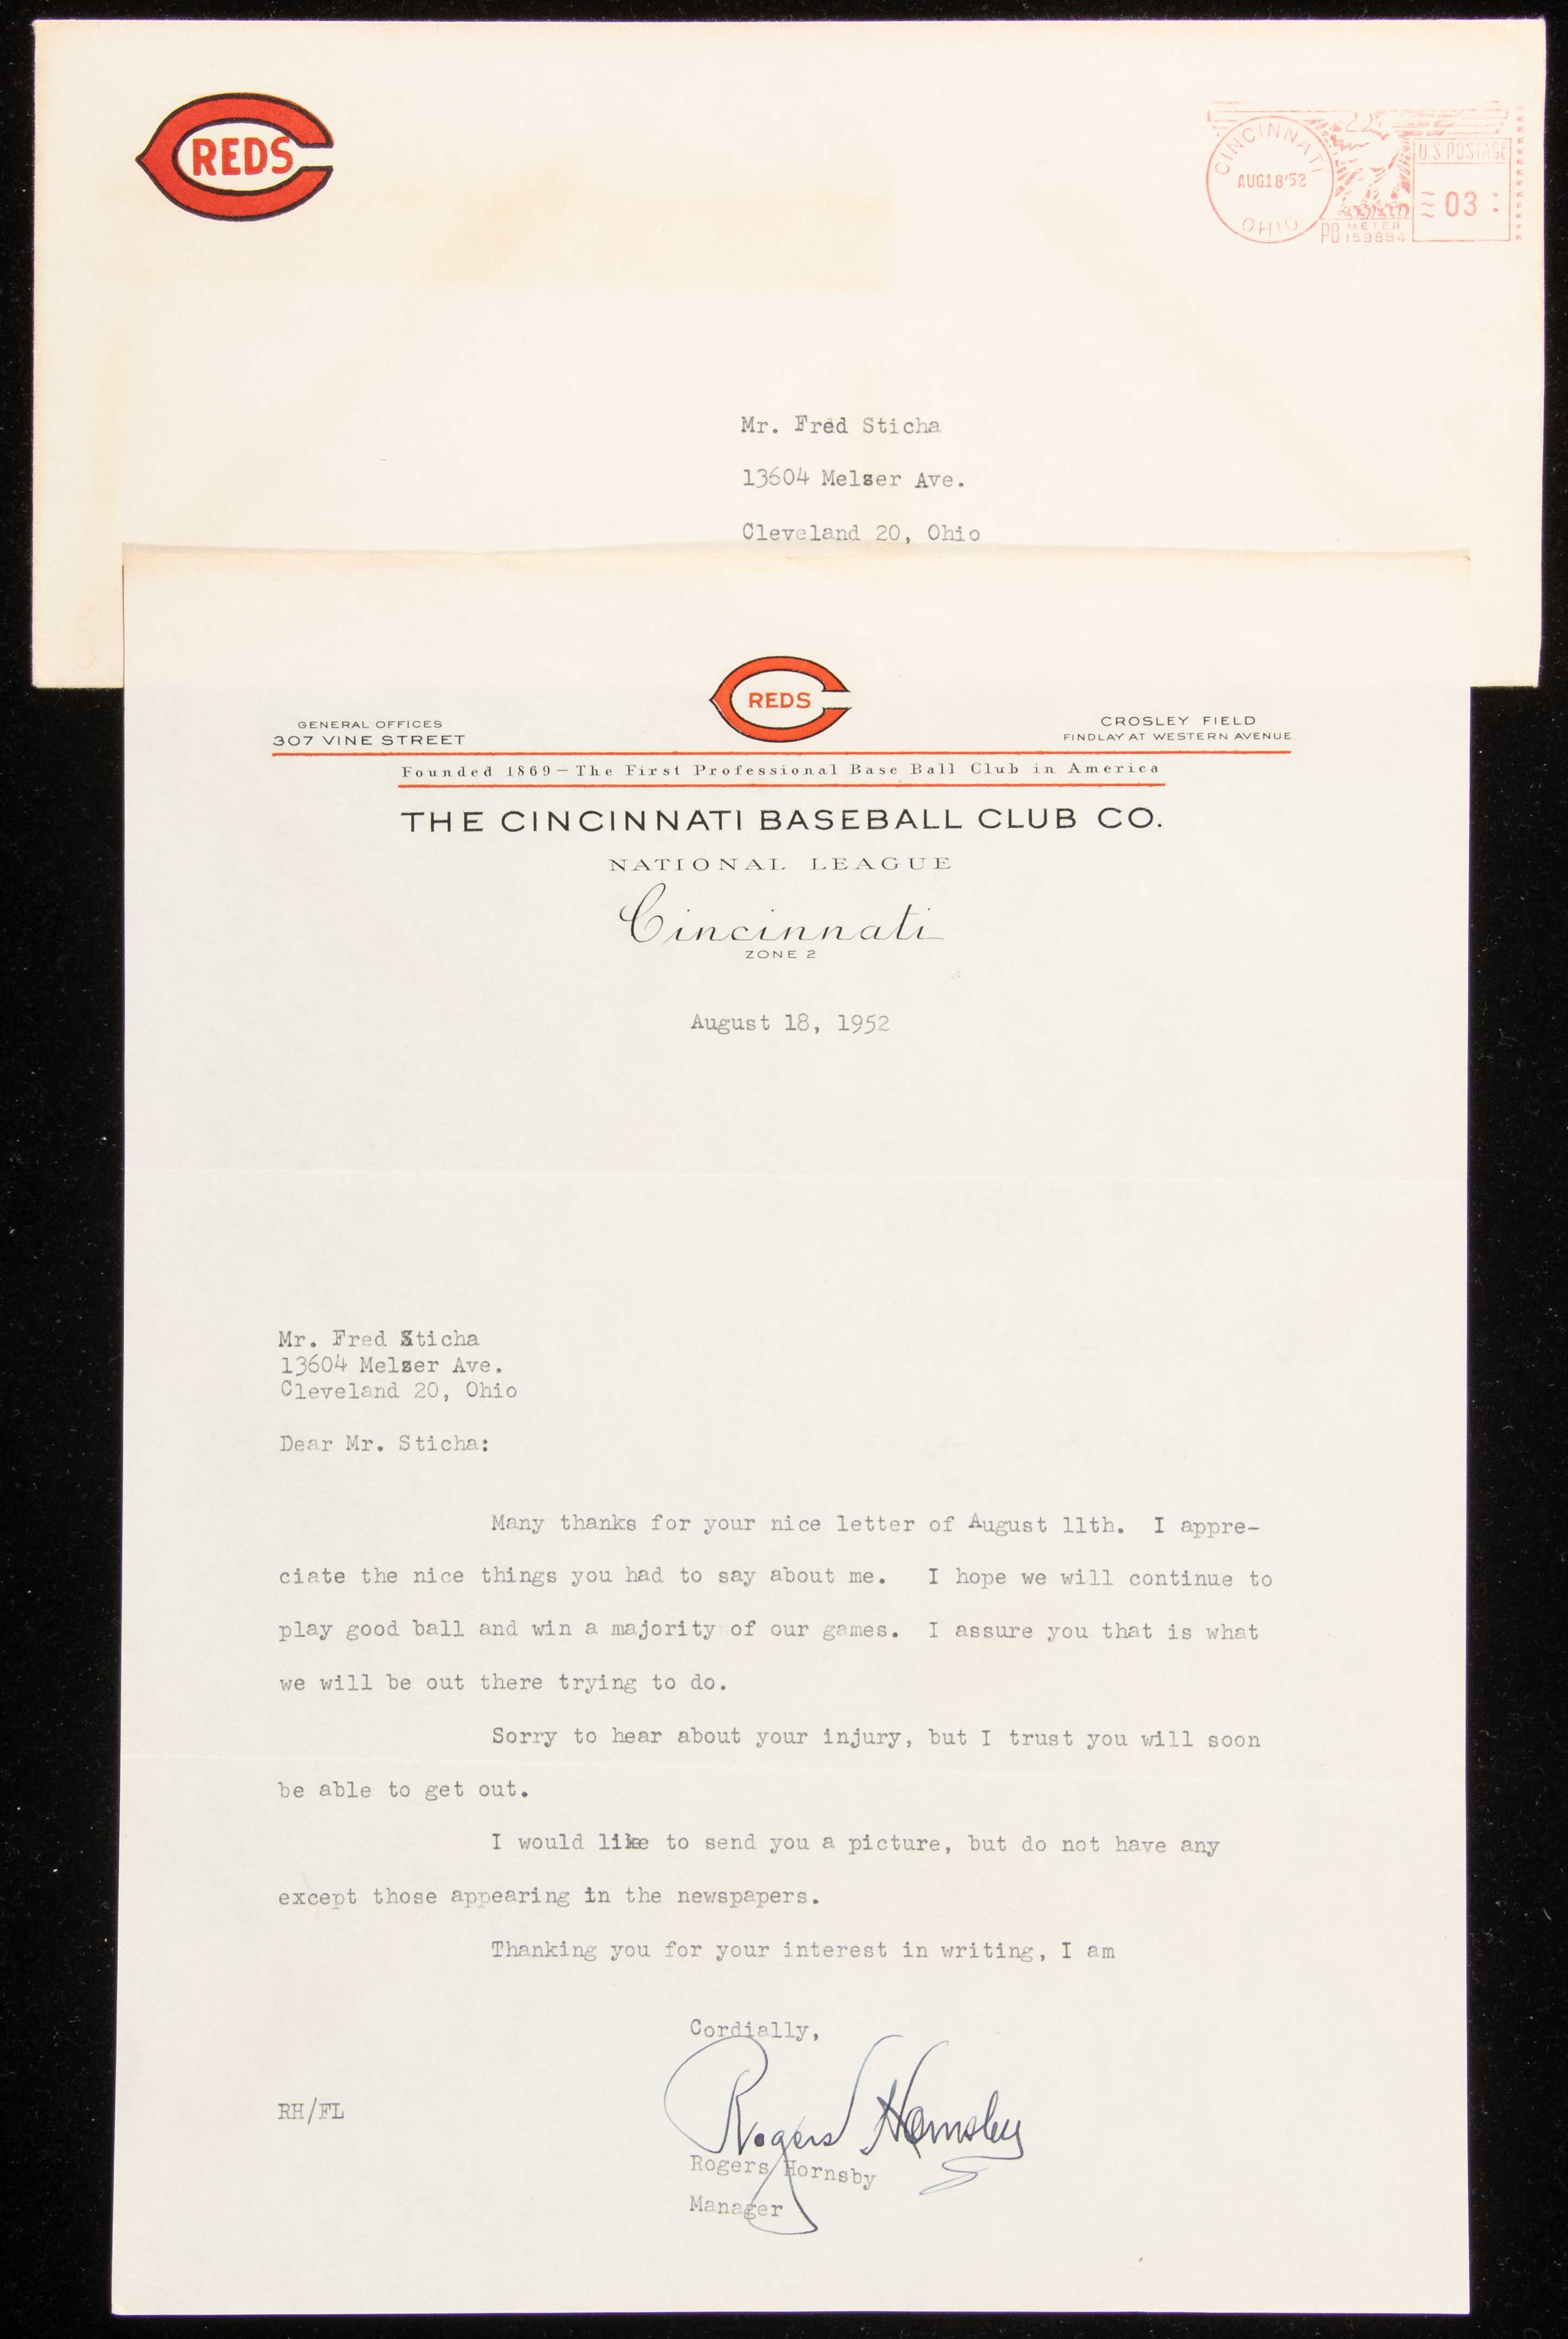 REDS
CINCINNATI
AUG18'52
OHIO
PB METER
159884
U.S. POSTAGE
03
Mr. Fred Sticha
13604 Melzer Ave.
Cleveland 20, Ohio
REDS
GENERAL OFFICES
307 VINE STREET
CROSLEY FIELD
FINDLAY AT WESTERN AVENUE
Founded 1869—The First Professional Base Ball Club in America
THE CINCINNATI BASEBALL CLUB CO.
NATIONAL LEAGUE
Cincinnati
ZONE 2
August 18, 1952
Mr. Fred Sticha
13604 Melzer Ave.
Cleveland 20, Ohio
Dear Mr. Sticha:
Many thanks for your nice letter of August 11th. I appre-
ciate the nice things you had to say about me. I hope we will continue to
play good ball and win a majority of our games. I assure you that is what
we will be out there trying to do.
Sorry to hear about your injury, but I trust you will soon
be able to get out.
I would like to send you a picture, but do not have any
except those appearing in the newspapers.
Thanking you for your interest in writing, I am
Cordially,
Rogers Hornsby
RH/FL
Rogers Hornsby
Manager